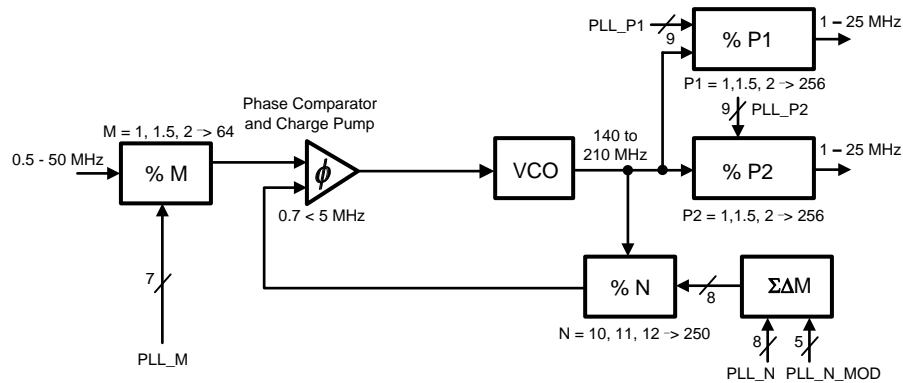 PLL_P1
9
% P1
1 – 25 MHz
P1 = 1,1.5, 2 -> 256
9
PLL_P2
Phase Comparator
and Charge Pump
M = 1, 1.5, 2 -> 64
0.5 - 50 MHz
% M
ϕ
0.7 < 5 MHz
VCO
140 to
210 MHz
% P2
1 – 25 MHz
P2 = 1,1.5, 2 -> 256
7
PLL_M
% N
8
ΣΔM
N = 10, 11, 12 -> 250
8
5
PLL_N
PLL_N_MOD